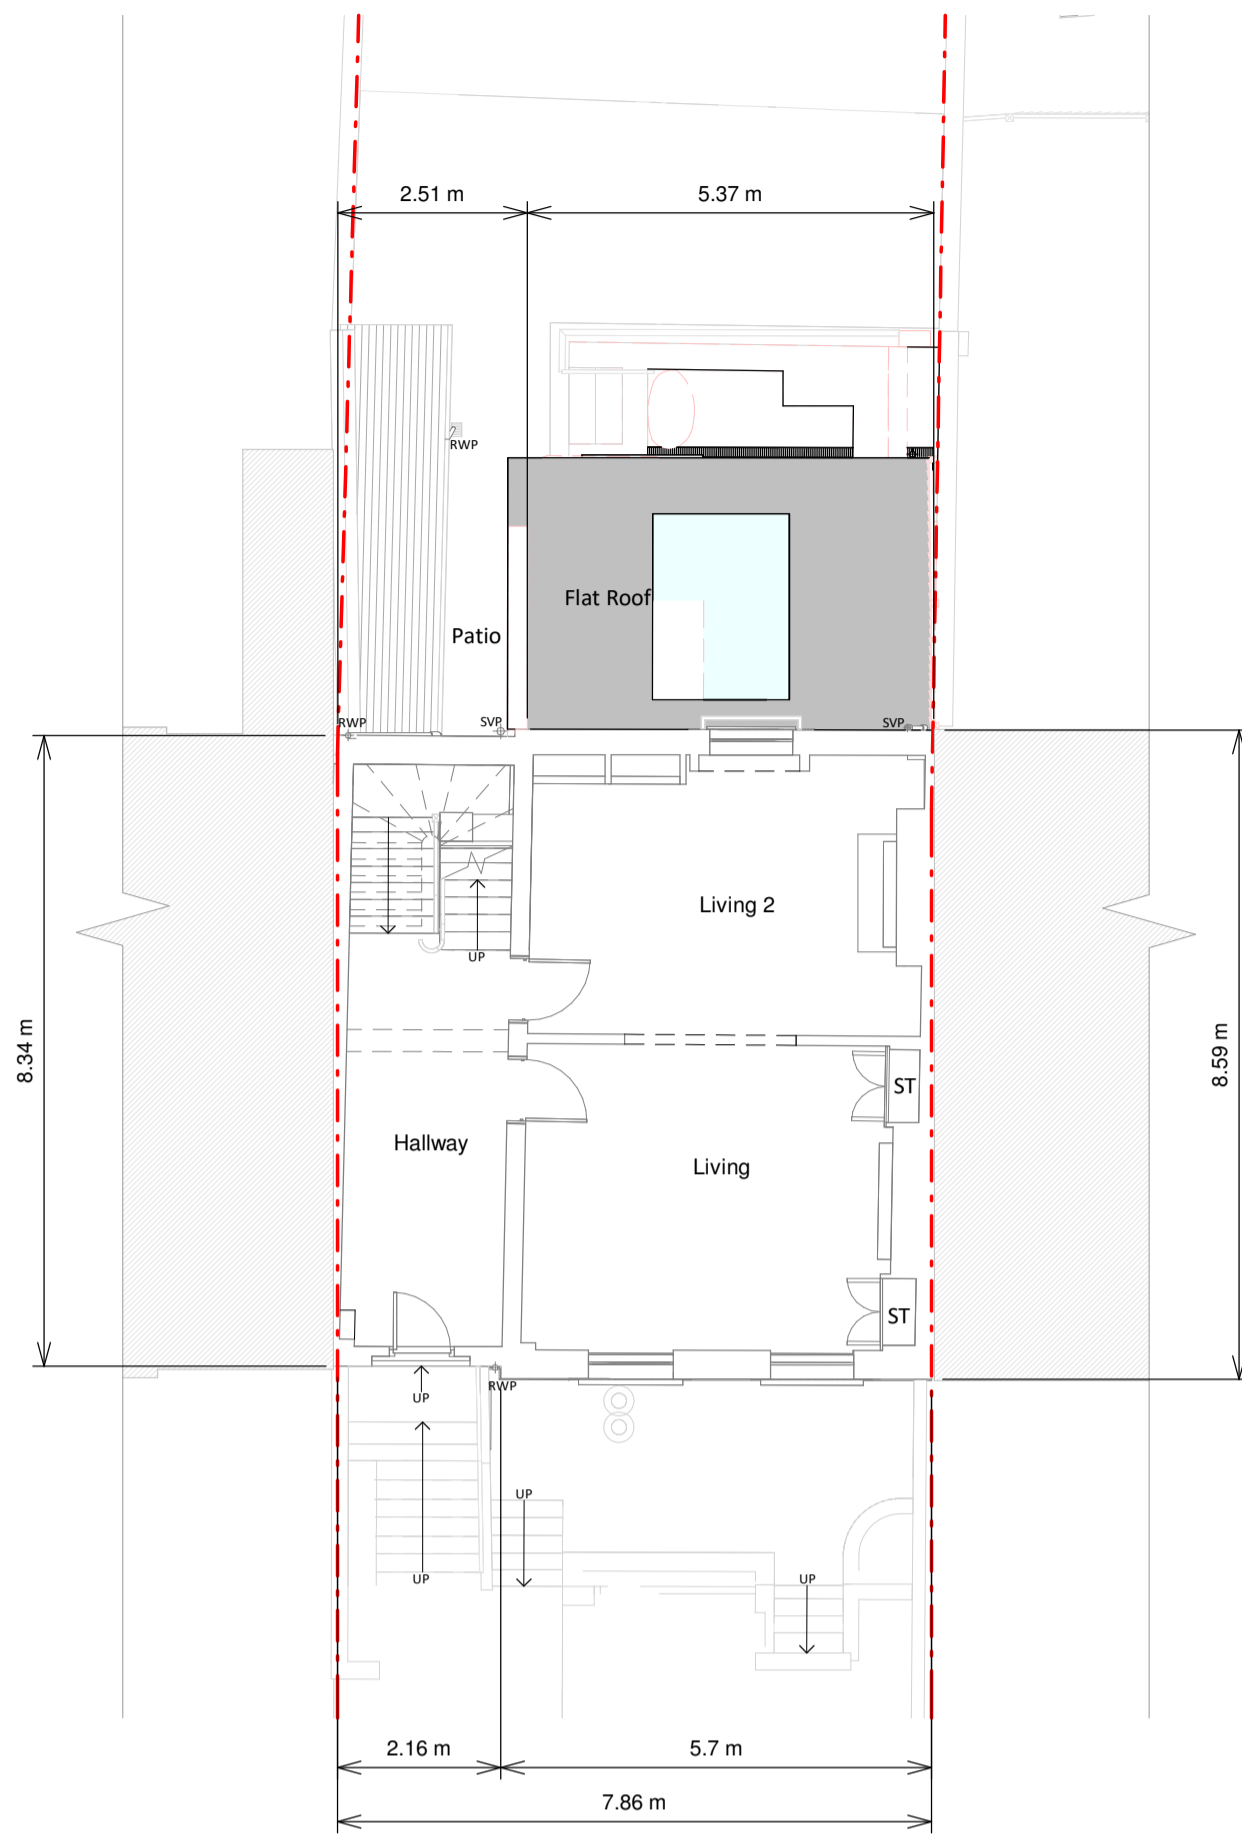 2.51 m
5.37 m
RWP
Flat Roof
Patio
RWP
SVP
SVP
Living 2
UP
8.34 m
8.59 m
ST
Hallway
Living
ST
RWP
UP
UP
UP
UP
2.16 m
5.7 m
7.86 m